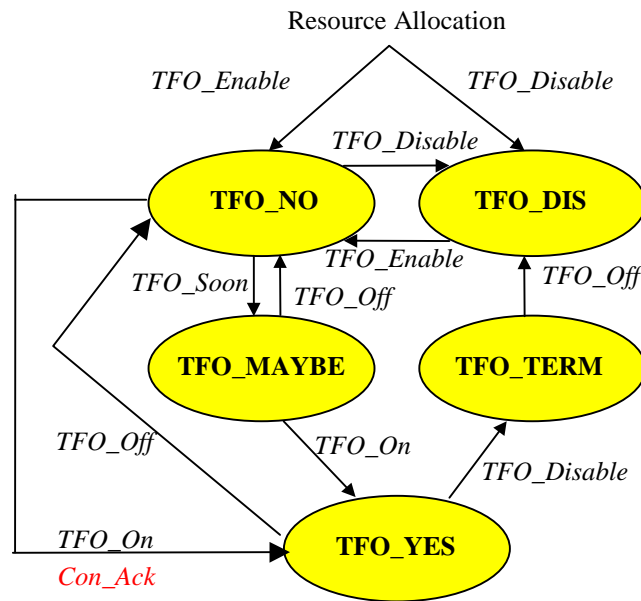 Resource Allocation
TFO_Enable
TFO_Disable
TFO_Disable
TFO_NO
TFO_DIS
TFO_Enable
TFO_Soon
TFO_Off
TFO_Off
TFO_MAYBE
TFO_TERM
TFO_Off
TFO_On
TFO_Disable
TFO_On
TFO_YES
Con_Ack